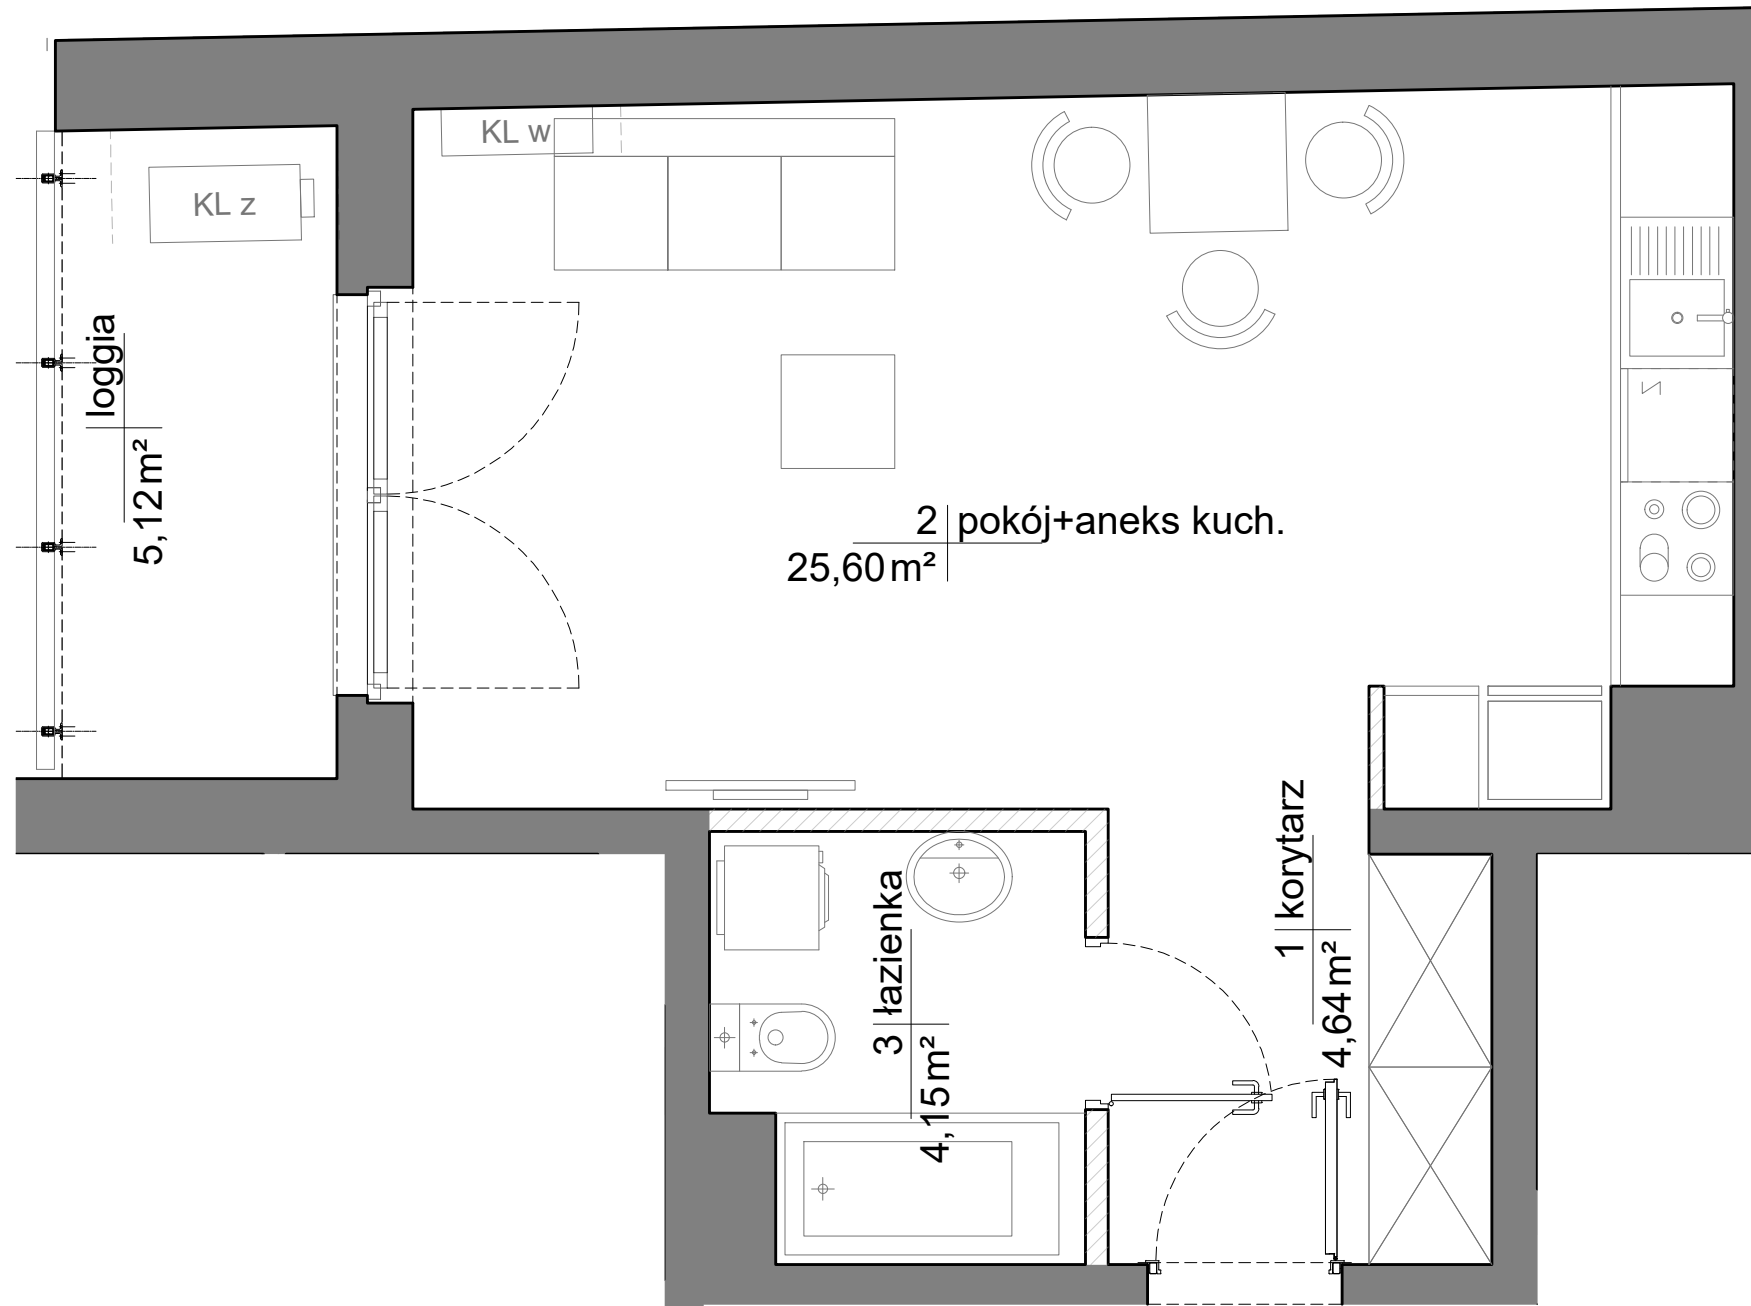 KL w
KL z
loggia
5,12 m²
2 pokój+aneks kuch.
25,60 m²
1 korytarz
4,64 m²
3 łazienka
4,15 m²